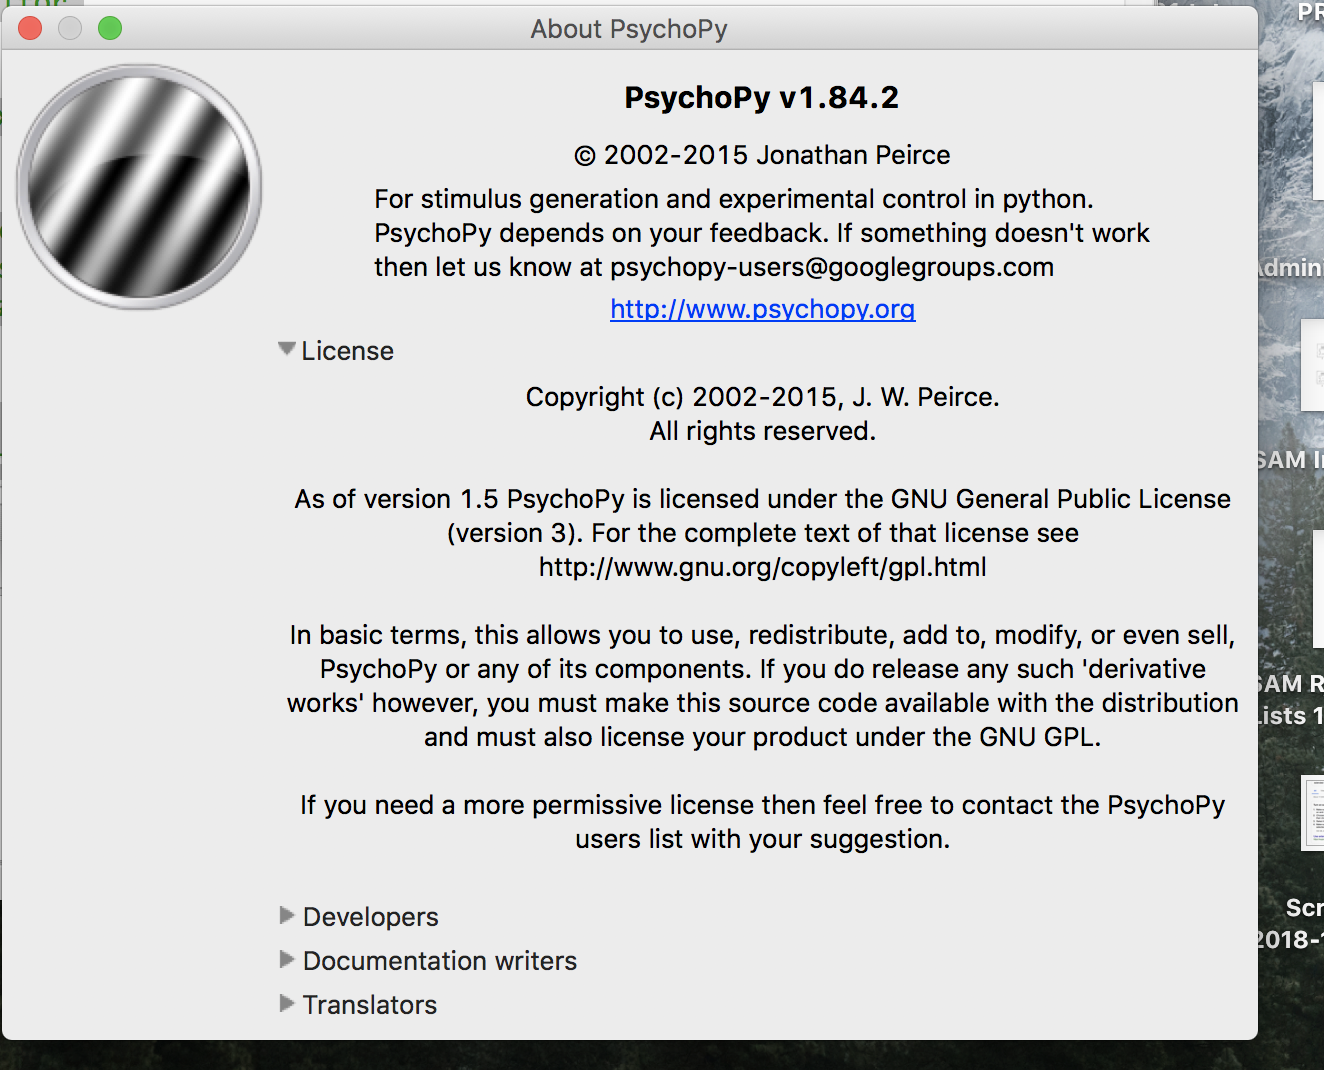 About PsychoPy
PsychoPy v1.84.2
© 2002-2015 Jonathan Peirce
For stimulus generation and experimental control in python.
PsychoPy depends on your feedback. If something doesn't work
then let us know at psychopy-users@googlegroups.com
http://www.psychopy.org
License
Copyright (c) 2002-2015, J. W. Peirce.
All rights reserved.
As of version 1.5 PsychoPy is licensed under the GNU General Public License
(version 3). For the complete text of that license see
http://www.gnu.org/copyleft/gpl.html
In basic terms, this allows you to use, redistribute, add to, modify, or even sell,
PsychoPy or any of its components. If you do release any such 'derivative
works' however, you must make this source code available with the distribution
and must also license your product under the GNU GPL.
If you need a more permissive license then feel free to contact the PsychoPy
users list with your suggestion.
Developers
Documentation writers
Translators
PR
Admin
SAM I
SAM R
Lists 1
Scr
2018-1